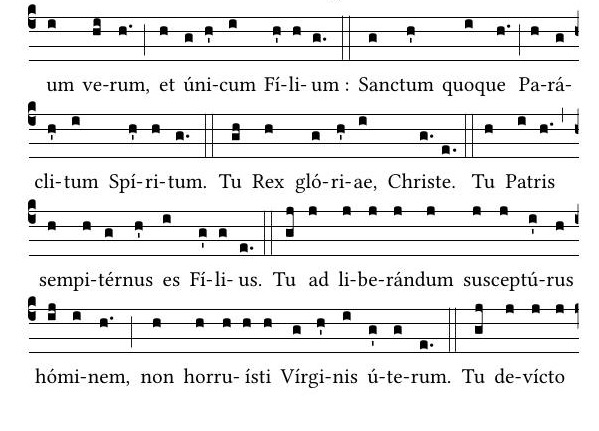 um ve-rum, et úni-cum Fí-li-um : Sanctum quoque Pa-rá-
cli-tum Spí-ri-tum. Tu Rex gló-ri-ae, Christe. Tu Patris
sempi-térnus es Fí-li-us. Tu ad li-be-rándum susceptú-rus
hómi-nem, non horru-ísti Vírgi-nis ú-te-rum. Tu de-vícto